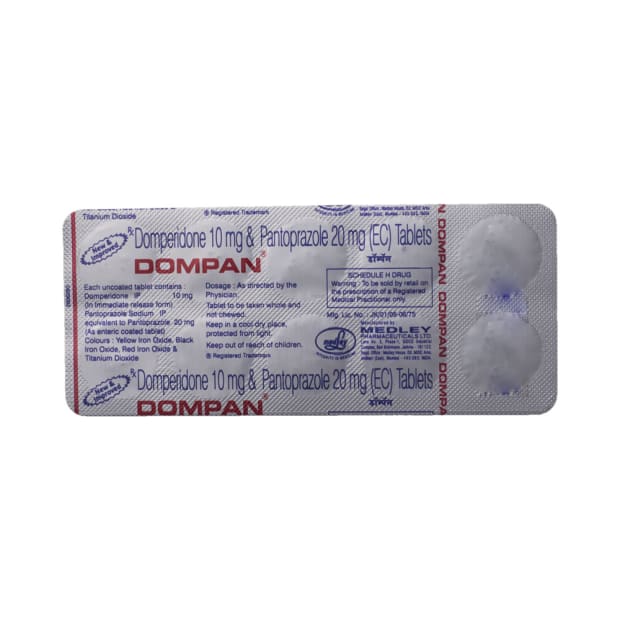 Titanium Dioxide
® Registered Trademark
New & Improved
℞ Domperidone 10 mg & Pantoprazole 20 mg (EC) Tablets
DOMPAN®
डॉम्पॅन
Each uncoated tablet contains :
Domperidone IP 10 mg
(In Immediate release form)
Pantoprazole Sodium IP
equivalent to Pantoprazole 20 mg
(As enteric coated tablet)
Colours : Yellow Iron Oxide, Black
Iron Oxide, Red Iron Oxide &
Titanium Dioxide
Dosage : As directed by the
Physician.
Tablet to be taken whole and
not chewed.
Keep in a cool dry place,
protected from light.
Keep out of reach of children.
® Registered Trademark
SCHEDULE H DRUG
Warning : To be sold by retail on
the prescription of a Registered
Medical Practitioner only
Mfg. Lic. No. : JK/01/
Manufactured by
MEDLEY
PHARMACEUTICALS LTD.
medley
New & Improved
℞ Domperidone 10 mg & Pantoprazole 20 mg (EC) Tablets
DOMPAN®
डॉम्पॅन
N DOMPAN DOMPAN DOMPA